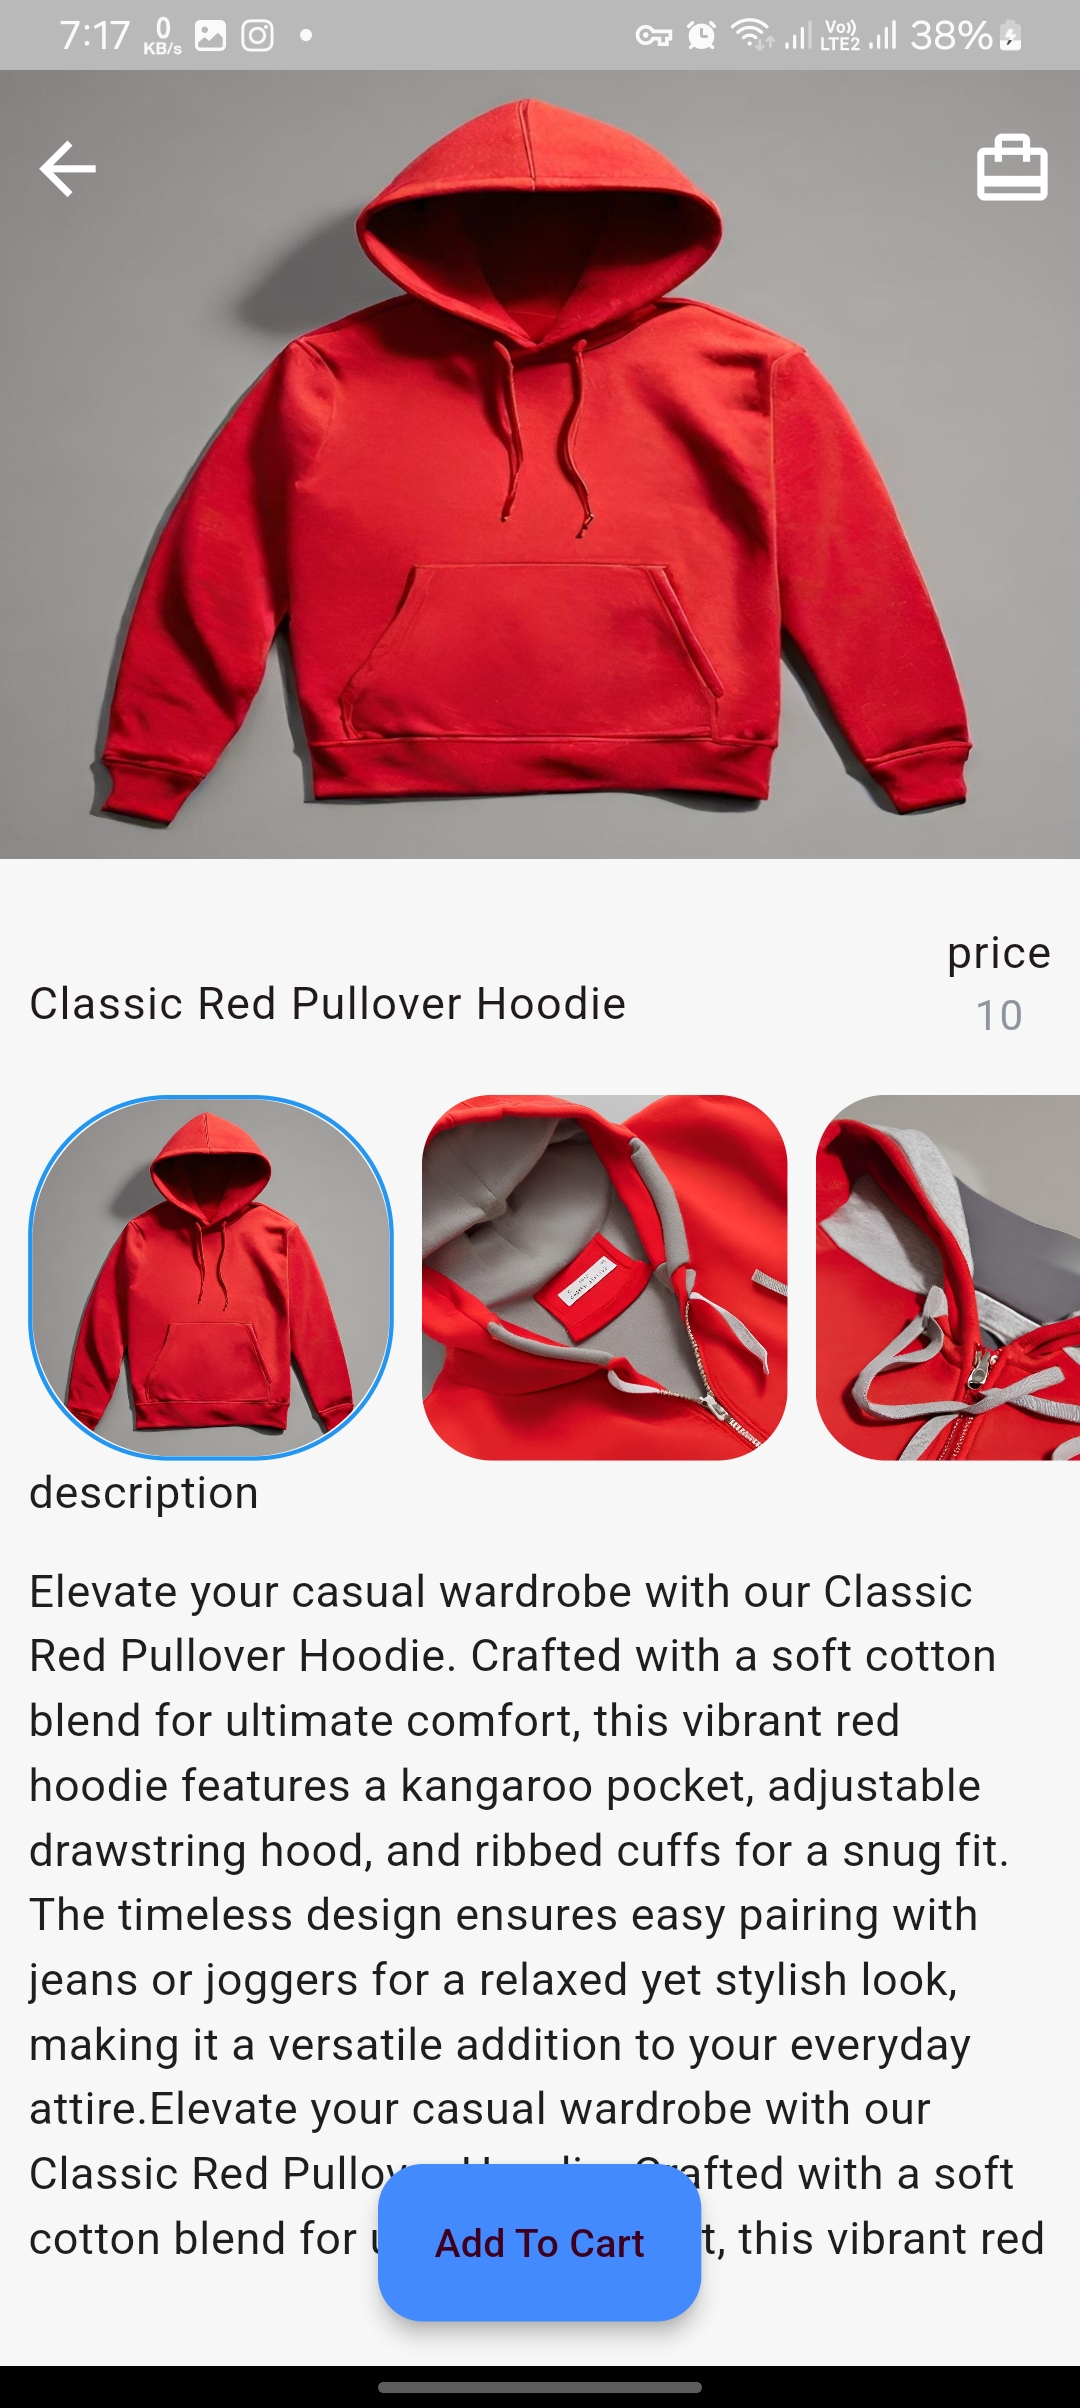 7:17
0
KB/s
Vo))
LTE2
38%
price
Classic Red Pullover Hoodie
10
description
Elevate your casual wardrobe with our Classic
Red Pullover Hoodie. Crafted with a soft cotton
blend for ultimate comfort, this vibrant red
hoodie features a kangaroo pocket, adjustable
drawstring hood, and ribbed cuffs for a snug fit.
The timeless design ensures easy pairing with
jeans or joggers for a relaxed yet stylish look,
making it a versatile addition to your everyday
attire.Elevate your casual wardrobe with our
Classic Red with a soft
cotton blend for this vibrant red
Add To Cart